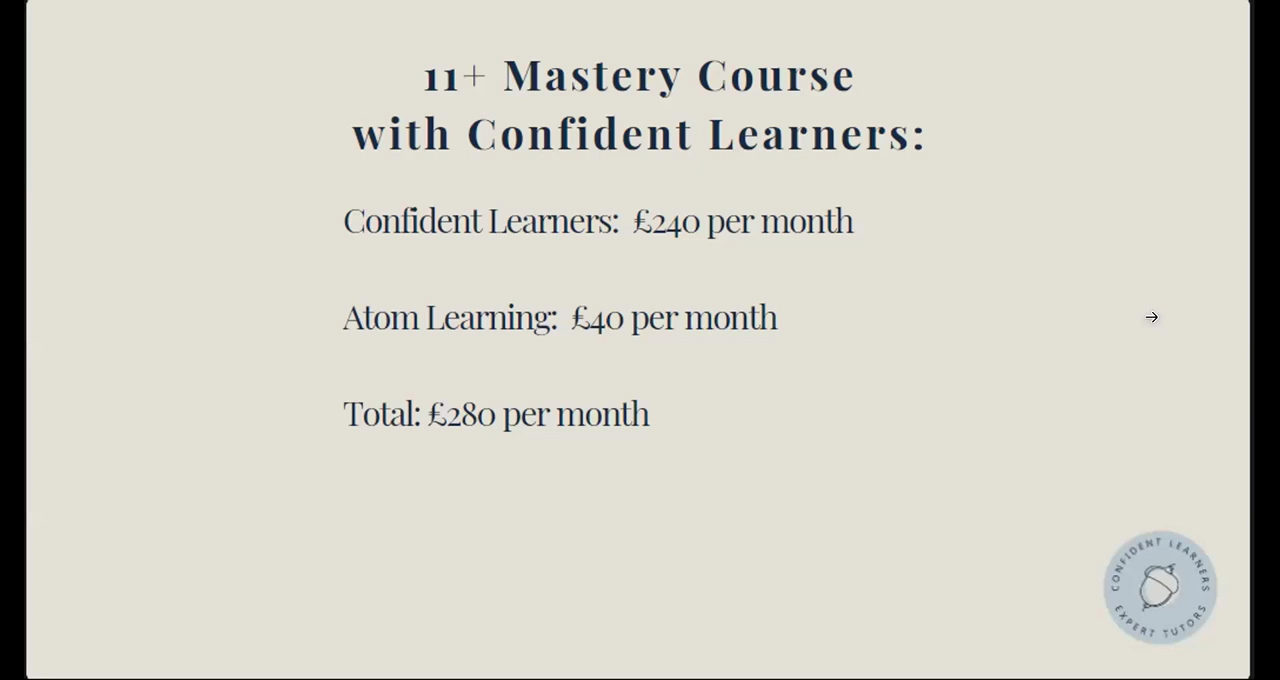 11+ Mastery Course
with Confident Learners:
Confident Learners: £240 per month
Atom Learning: £40 per month
Total: £280 per month
CONFIDENT LEARNERS
EXPERT TUTORS